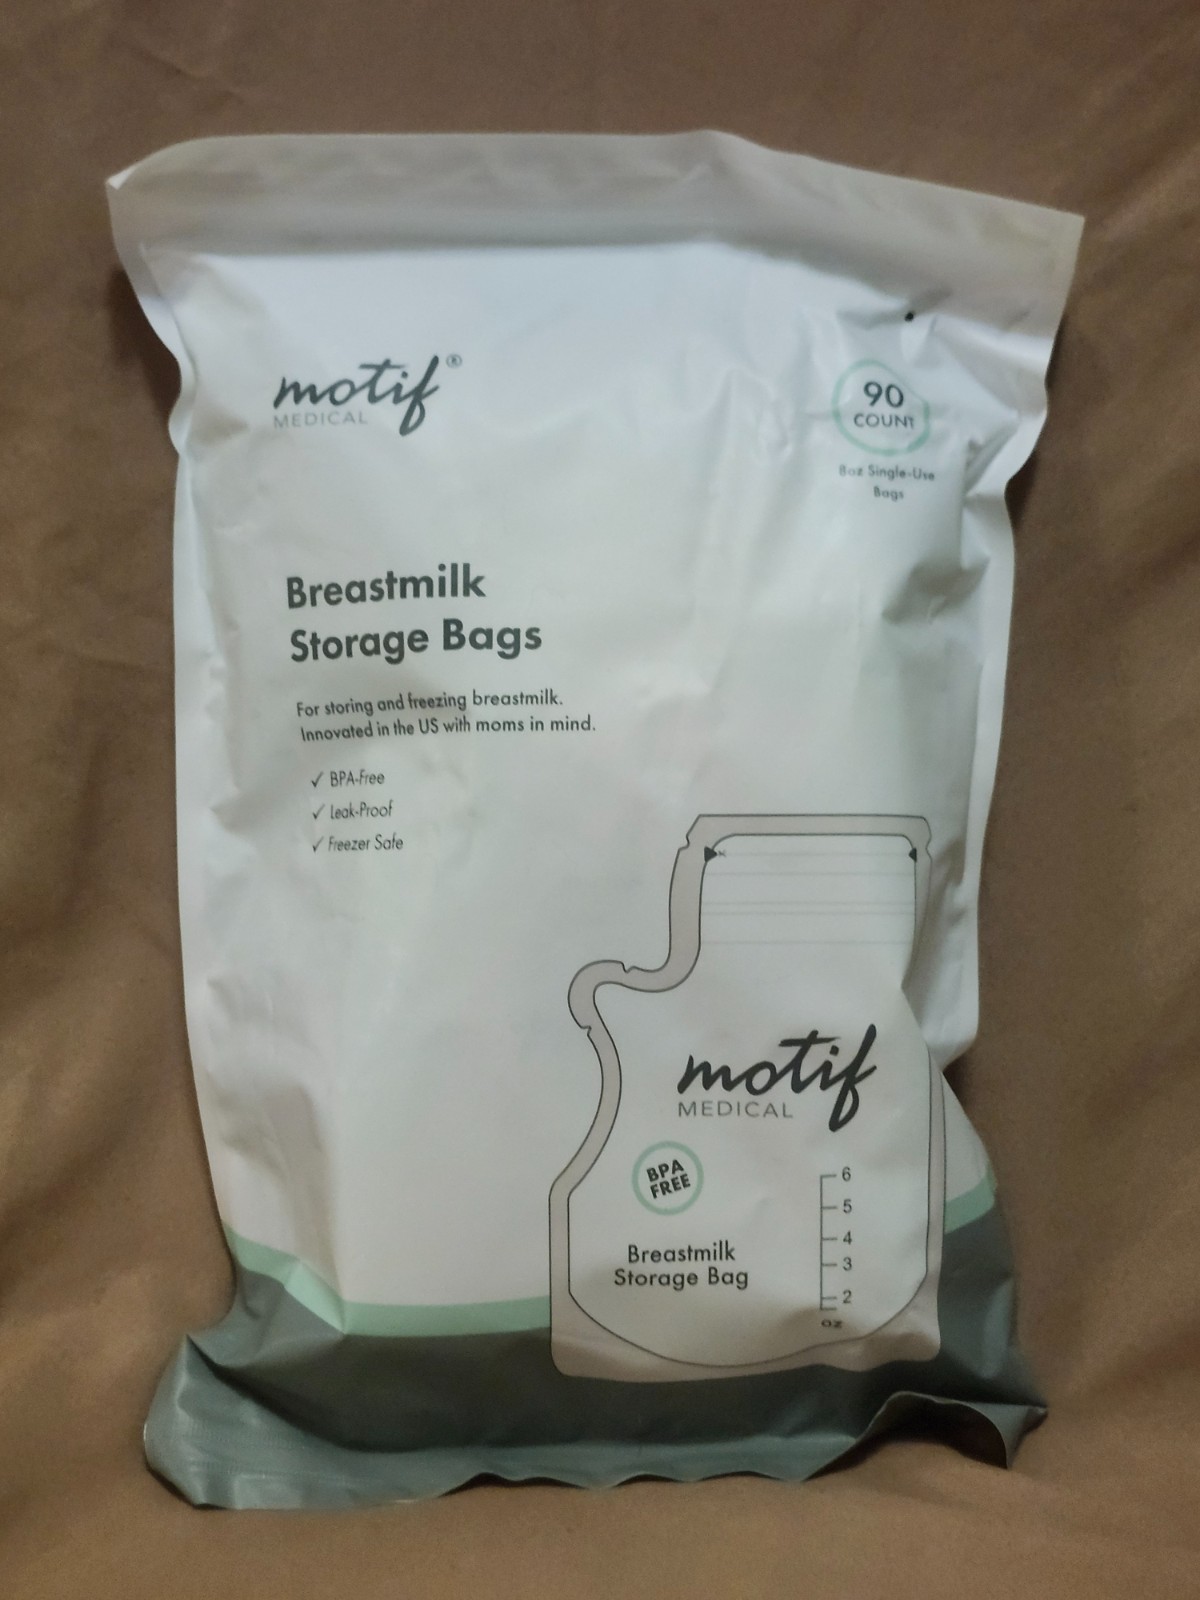 motif®
MEDICAL
90
COUNT
8oz Single-Use
Bags
Breastmilk
Storage Bags
For storing and freezing breastmilk.
Innovated in the US with moms in mind.
✓ BPA-Free
✓ Leak-Proof
✓ Freezer Safe
motif
MEDICAL
BPA
FREE
Breastmilk
Storage Bag
6
5
4
3
2
oz